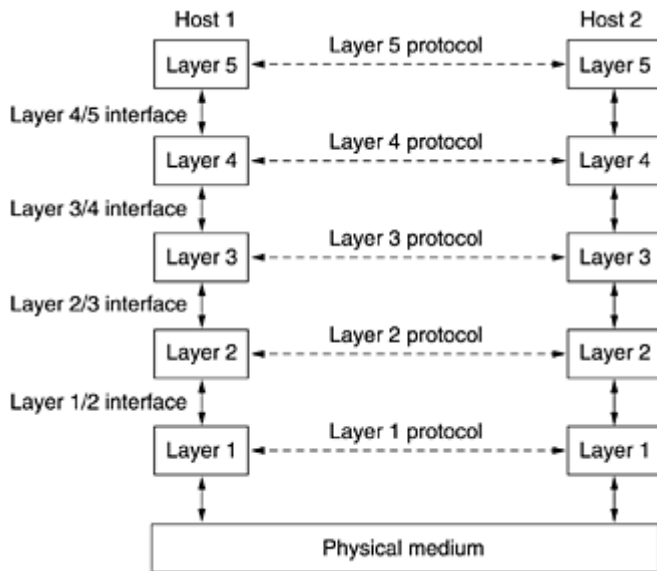 Host 1
Host 2
Layer 5 protocol
Layer 5
Layer 5
Layer 4/5 interface
Layer 4 protocol
Layer 4
Layer 4
Layer 3/4 interface
Layer 3 protocol
Layer 3
Layer 3
Layer 2/3 interface
Layer 2 protocol
Layer 2
Layer 2
Layer 1/2 interface
Layer 1 protocol
Layer 1
Layer 1
Physical medium